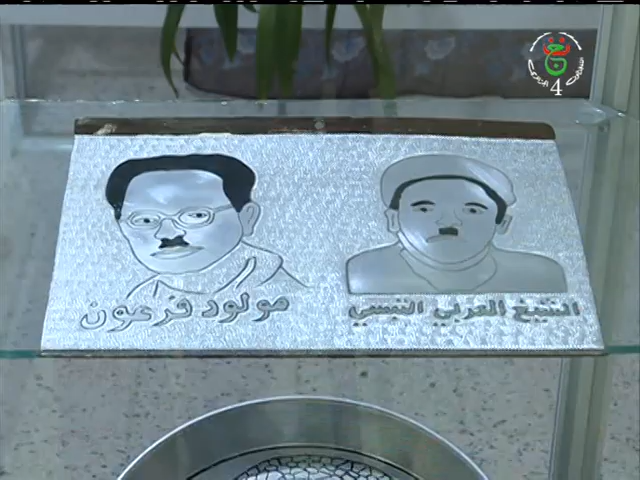 4
مولود فرعون
الشيخ العربي التبسي